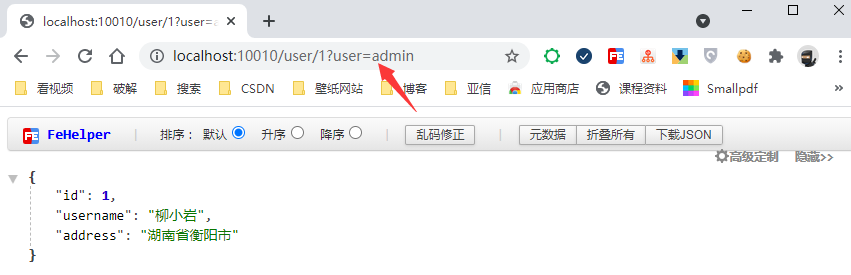 localhost:10010/user/1?user=a
localhost:10010/user/1?user=admin
看视频 破解 搜索 CSDN 壁纸网站 博客 亚信 应用商店 课程资料 Smallpdf »
FE FeHelper 排序： 默认 升序 降序 乱码修正 元数据 折叠所有 下载JSON
高级定制 隐藏>>
{
"id": 1,
"username": "柳小岩",
"address": "湖南省衡阳市"
}